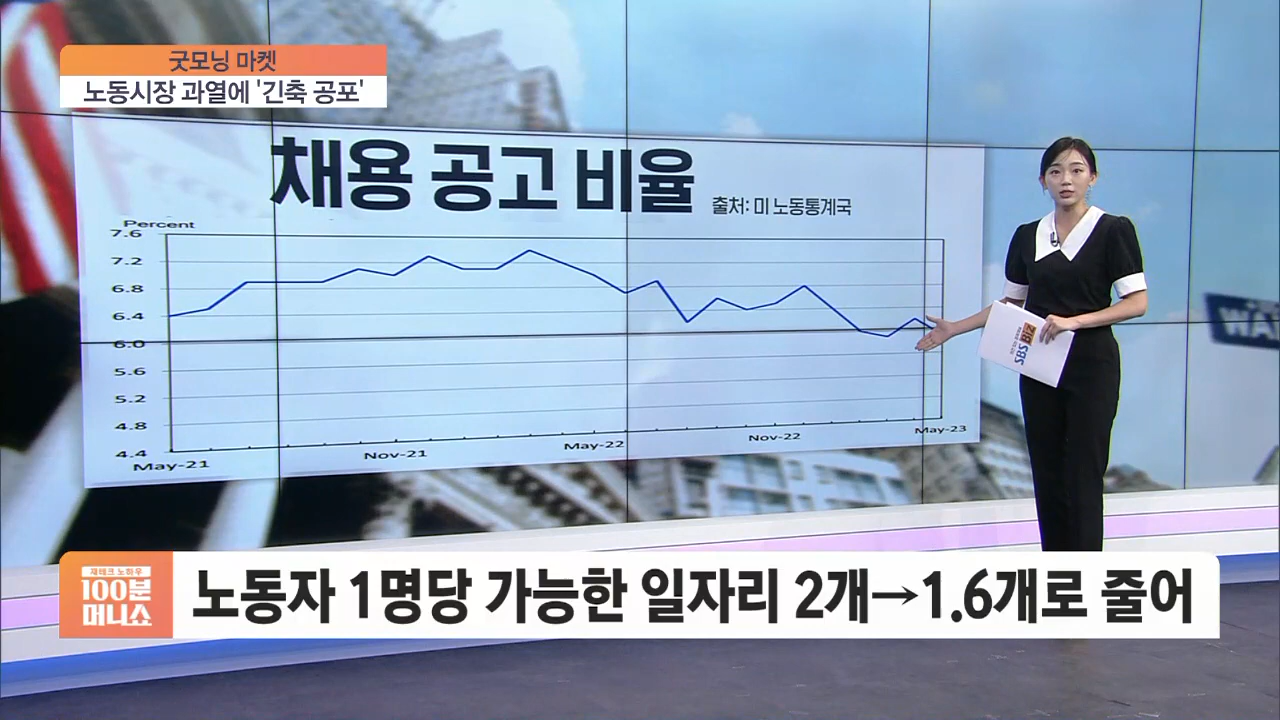 굿모닝 마켓
노동시장 과열에 '긴축 공포'
채용 공고 비율
출처: 미 노동통계국
Percent
7.6
7.2
6.8
6.4
6.0
5.6
5.2
4.8
4.4
May-21
Nov-21
May-22
Nov-22
May-23
SBS BIZ
WA
재테크 노하우
100분
머니쇼
노동자 1명당 가능한 일자리 2개→1.6개로 줄어